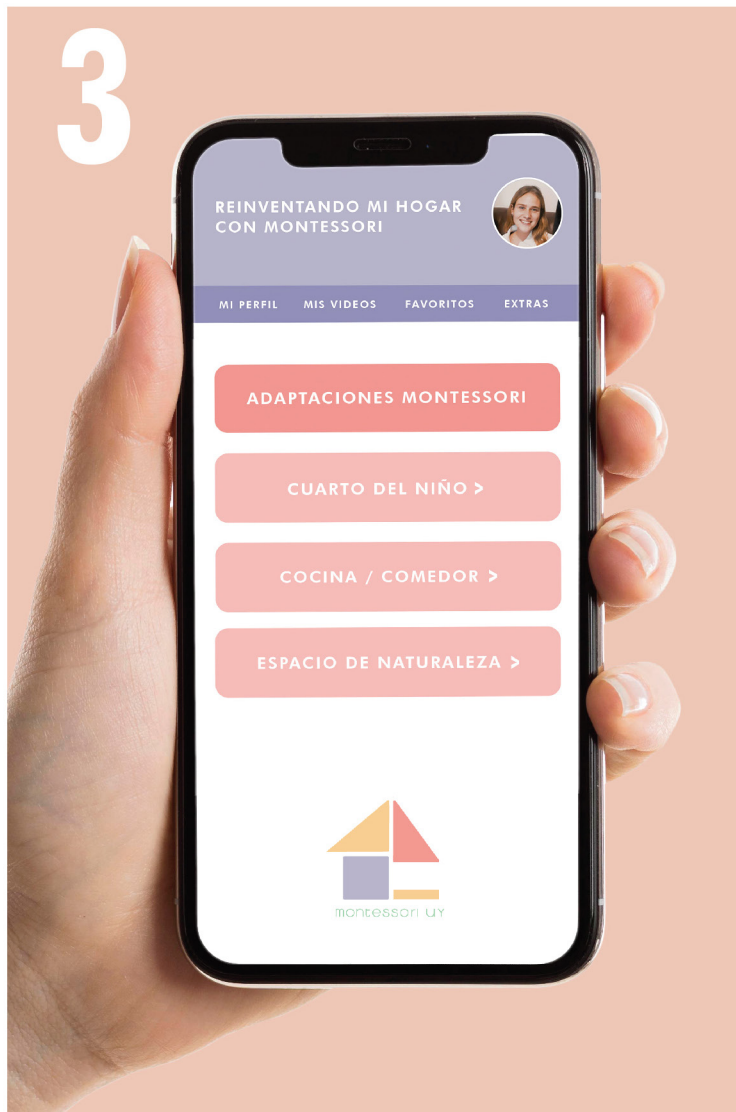 3
REINVENTANDO MI HOGAR
CON MONTESSORI
MI PERFIL MIS VIDEOS FAVORITOS EXTRAS
ADAPTACIONES MONTESSORI
CUARTO DEL NIÑO >
COCINA / COMEDOR >
ESPACIO DE NATURALEZA >
montessori uy